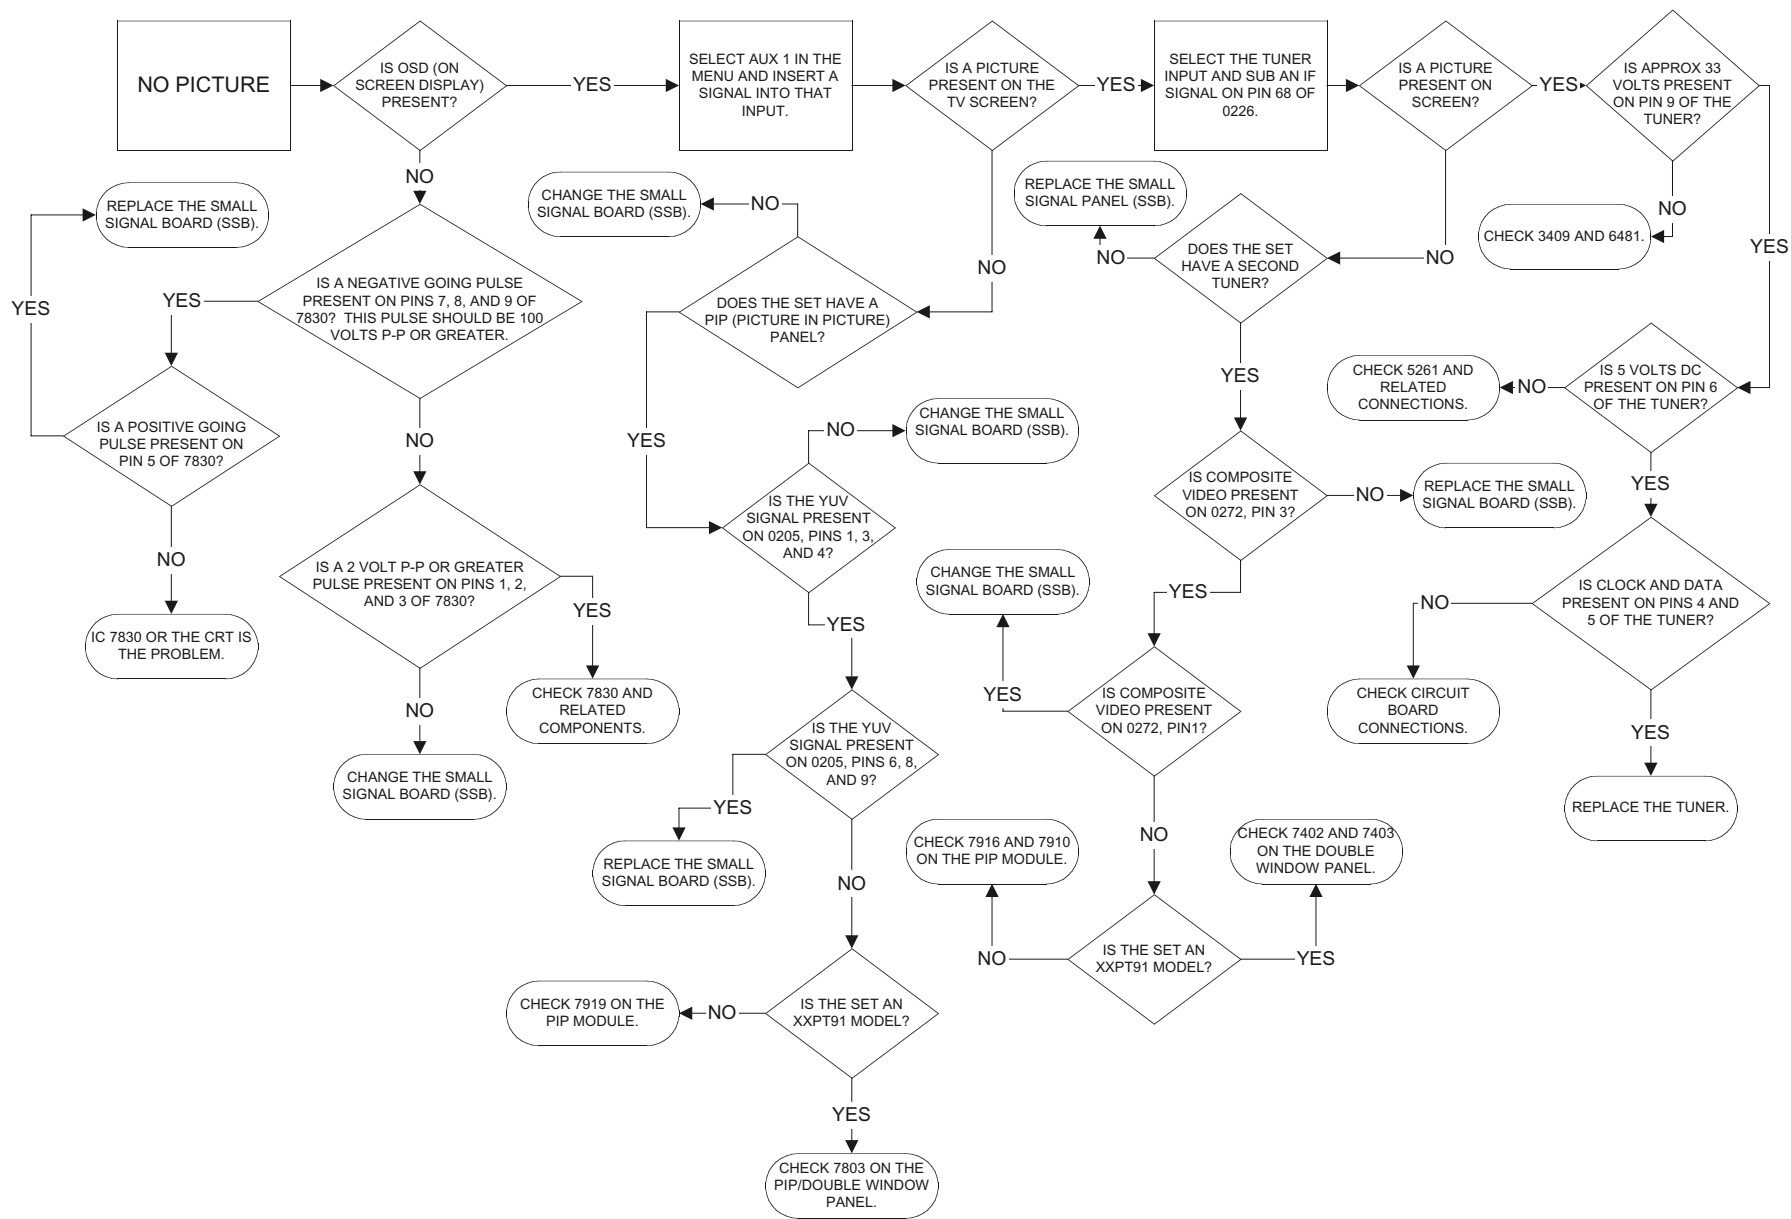 NO PICTURE
IS OSD (ON
SCREEN DISPLAY)
PRESENT?
YES
SELECT AUX 1 IN THE
MENU AND INSERT A
SIGNAL INTO THAT
INPUT.
IS A PICTURE
PRESENT ON THE
TV SCREEN?
YES
SELECT THE TUNER
INPUT AND SUB AN IF
SIGNAL ON PIN 68 OF
0226.
IS A PICTURE
PRESENT ON
SCREEN?
YES
IS APPROX 33
VOLTS PRESENT
ON PIN 9 OF THE
TUNER?
NO
REPLACE THE SMALL
SIGNAL BOARD (SSB).
YES
YES
IS A NEGATIVE GOING PULSE
PRESENT ON PINS 7, 8, AND 9 OF
7830? THIS PULSE SHOULD BE 100
VOLTS P-P OR GREATER.
IS A POSITIVE GOING
PULSE PRESENT ON
PIN 5 OF 7830?
NO
IC 7830 OR THE CRT IS
THE PROBLEM.
NO
IS A 2 VOLT P-P OR GREATER
PULSE PRESENT ON PINS 1, 2,
AND 3 OF 7830?
YES
CHECK 7830 AND
RELATED
COMPONENTS.
NO
CHANGE THE SMALL
SIGNAL BOARD (SSB).
CHANGE THE SMALL
SIGNAL BOARD (SSB).
NO
NO
DOES THE SET HAVE A
PIP (PICTURE IN PICTURE)
PANEL?
YES
NO
CHANGE THE SMALL
SIGNAL BOARD (SSB).
IS THE YUV
SIGNAL PRESENT
ON 0205, PINS 1, 3,
AND 4?
YES
IS THE YUV
SIGNAL PRESENT
ON 0205, PINS 6, 8,
AND 9?
YES
REPLACE THE SMALL
SIGNAL BOARD (SSB).
NO
IS THE SET AN
XXPT91 MODEL?
NO
CHECK 7919 ON THE
PIP MODULE.
YES
CHECK 7803 ON THE
PIP/DOUBLE WINDOW
PANEL.
REPLACE THE SMALL
SIGNAL PANEL (SSB).
NO
DOES THE SET
HAVE A SECOND
TUNER?
NO
YES
IS COMPOSITE
VIDEO PRESENT
ON 0272, PIN 3?
NO
REPLACE THE SMALL
SIGNAL BOARD (SSB).
YES
CHANGE THE SMALL
SIGNAL BOARD (SSB).
YES
IS COMPOSITE
VIDEO PRESENT
ON 0272, PIN1?
NO
CHECK 7916 AND 7910
ON THE PIP MODULE.
CHECK 7402 AND 7403
ON THE DOUBLE
WINDOW PANEL.
NO
IS THE SET AN
XXPT91 MODEL?
YES
NO
CHECK 3409 AND 6481.
YES
CHECK 5261 AND
RELATED
CONNECTIONS.
NO
IS 5 VOLTS DC
PRESENT ON PIN 6
OF THE TUNER?
YES
IS CLOCK AND DATA
PRESENT ON PINS 4 AND
5 OF THE TUNER?
NO
CHECK CIRCUIT
BOARD
CONNECTIONS.
YES
REPLACE THE TUNER.